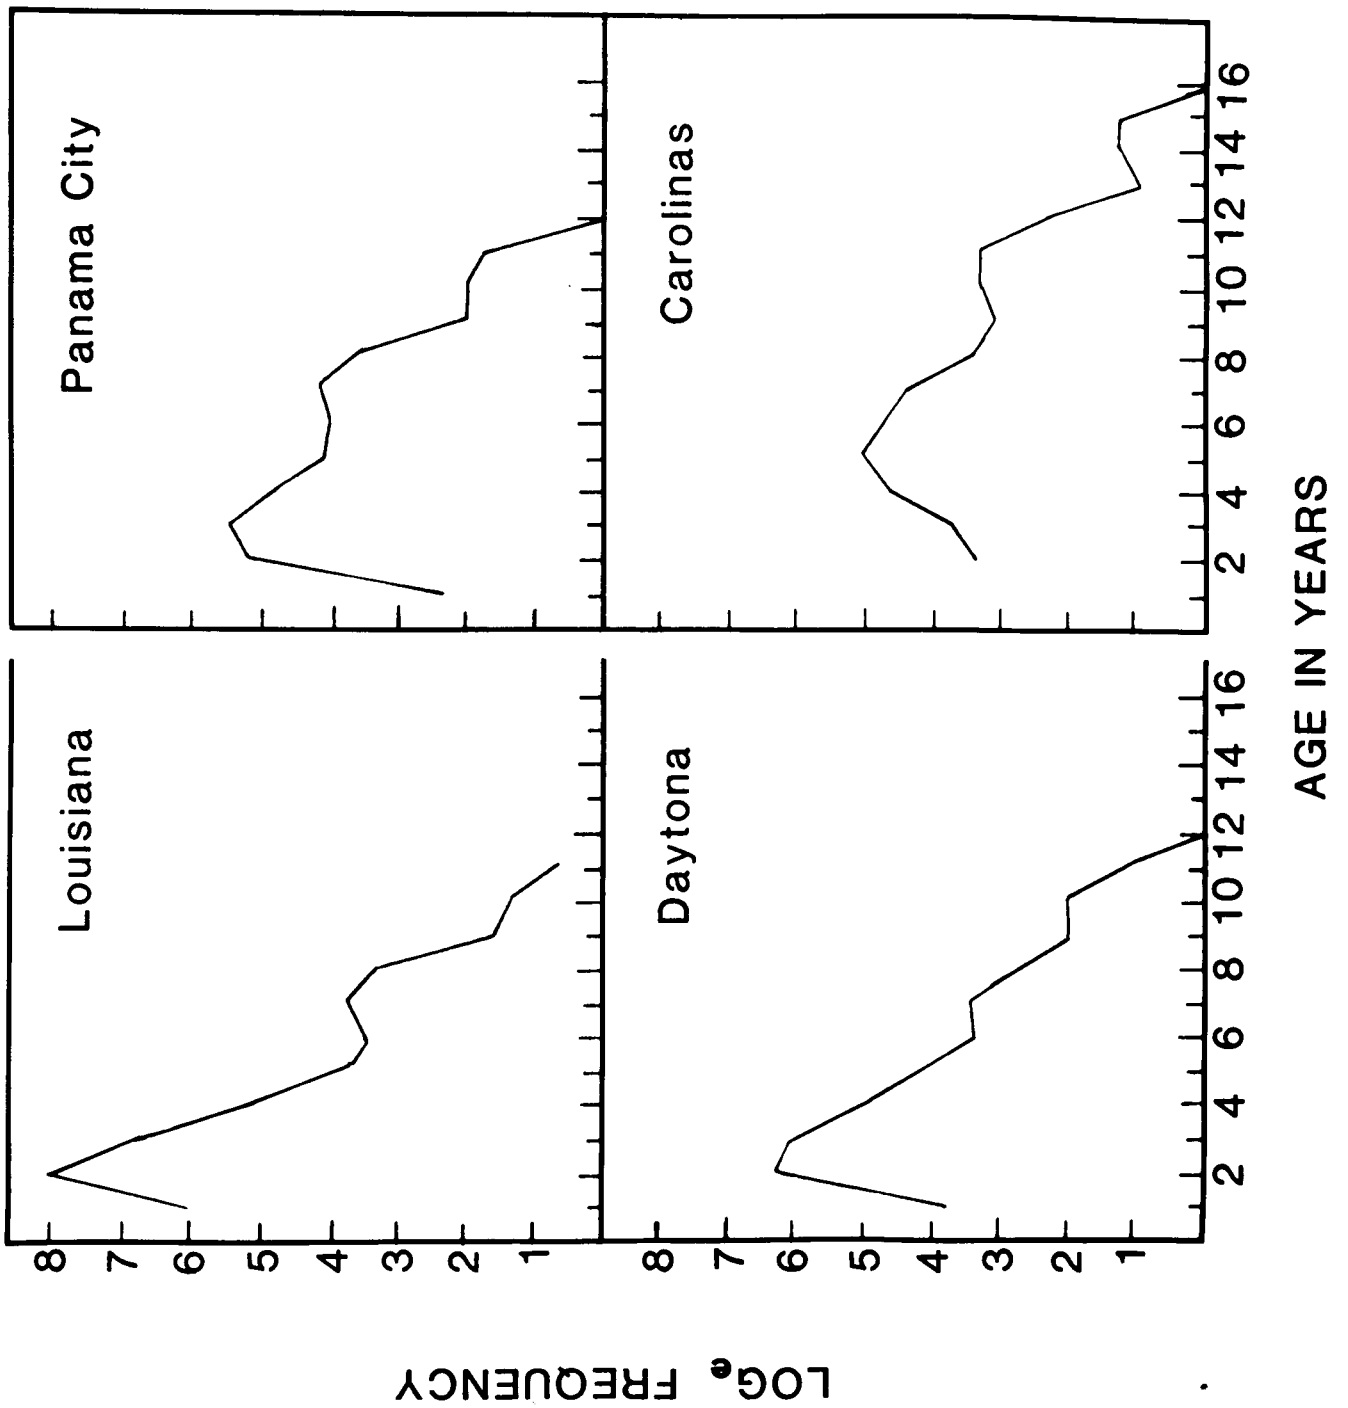 LOGe FREQUENCY
Louisiana
8 7 6 5 4 3 2 1
Panama City
Daytona
8 7 6 5 4 3 2 1
2 4 6 8 10 12 14 16
Carolinas
2 4 6 8 10 12 14 16
AGE IN YEARS